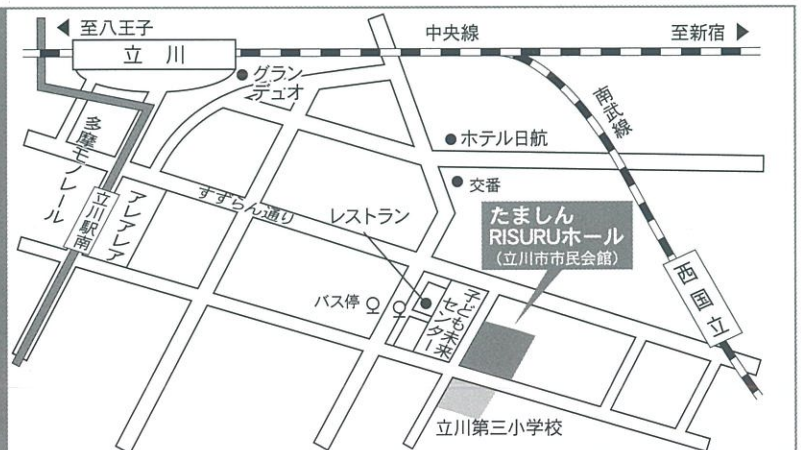 至八王子
中央線
至新宿
立川
グラン
デュオ
南武線
ホテル日航
多摩モノレール
交番
立川駅南
アレアレア
すずらん通り
レストラン
たましん
RISURUホール
(立川市市民会館)
バス停
子ども未来
センター
西国立
立川第三小学校